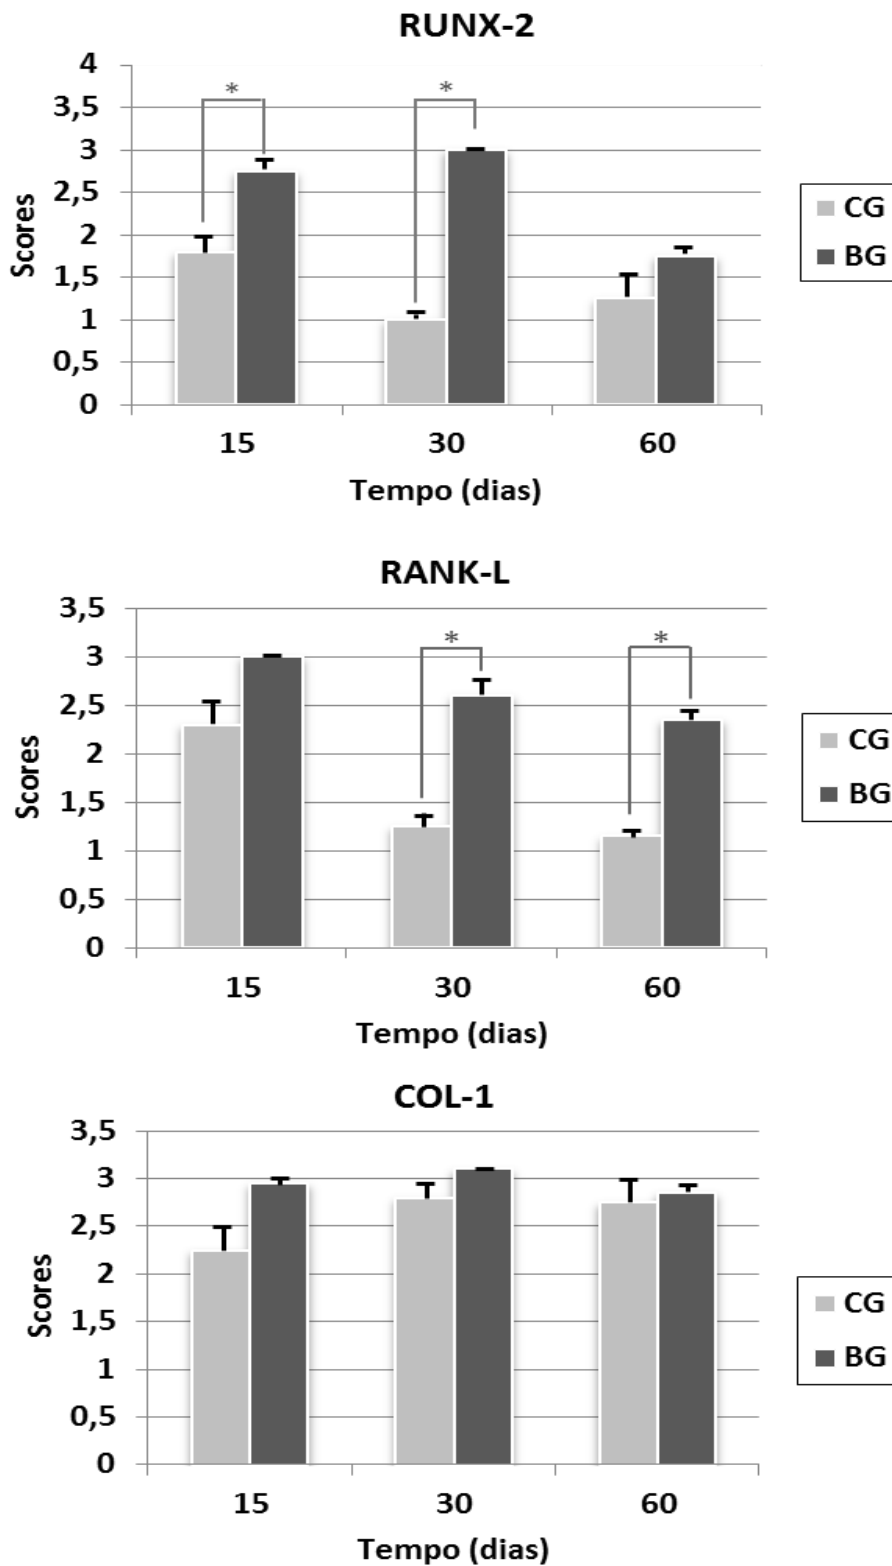 RUNX-2
4
3,5
3
2,5
2
1,5
1
0,5
0
Scores
* *
15 30 60
Tempo (dias)
CG
BG
RANK-L
3,5
3
2,5
2
1,5
1
0,5
0
Scores
* *
15 30 60
Tempo (dias)
CG
BG
COL-1
3,5
3
2,5
2
1,5
1
0,5
0
Scores
15 30 60
Tempo (dias)
CG
BG